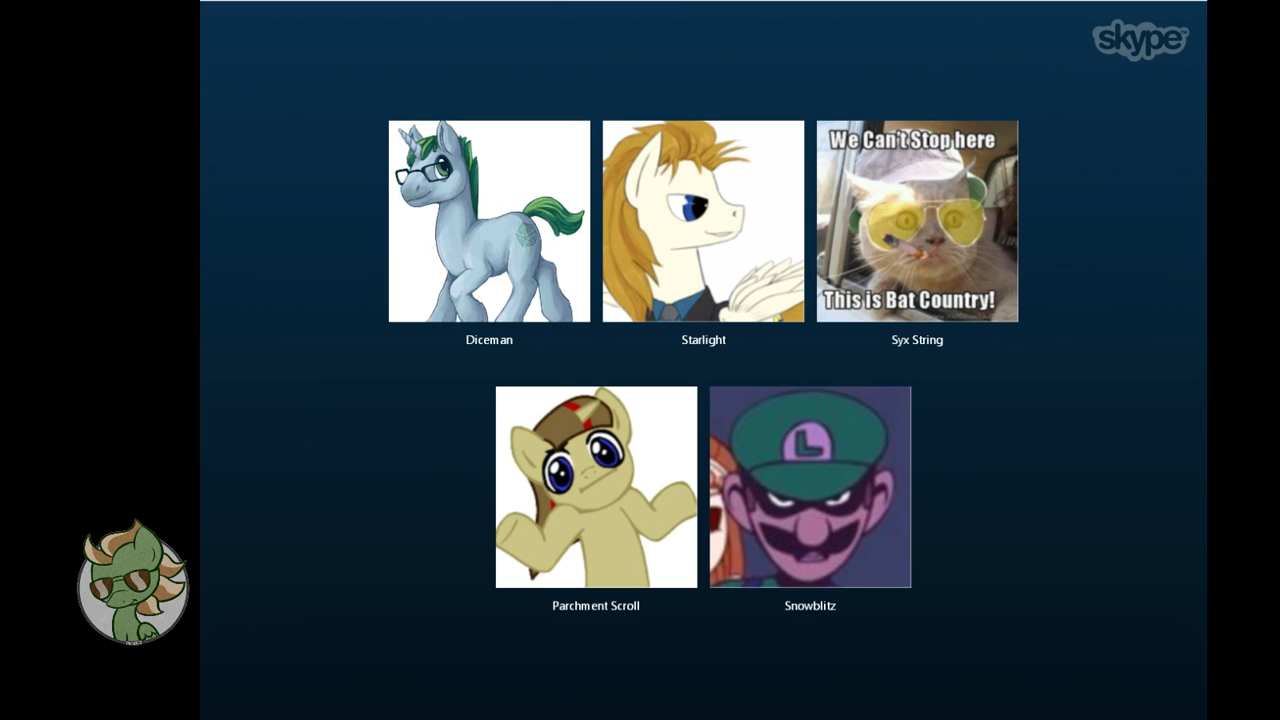 skype
We Can't Stop here
This is Bat Country!
Diceman
Starlight
Syx String
L
Parchment Scroll
Snowblitz